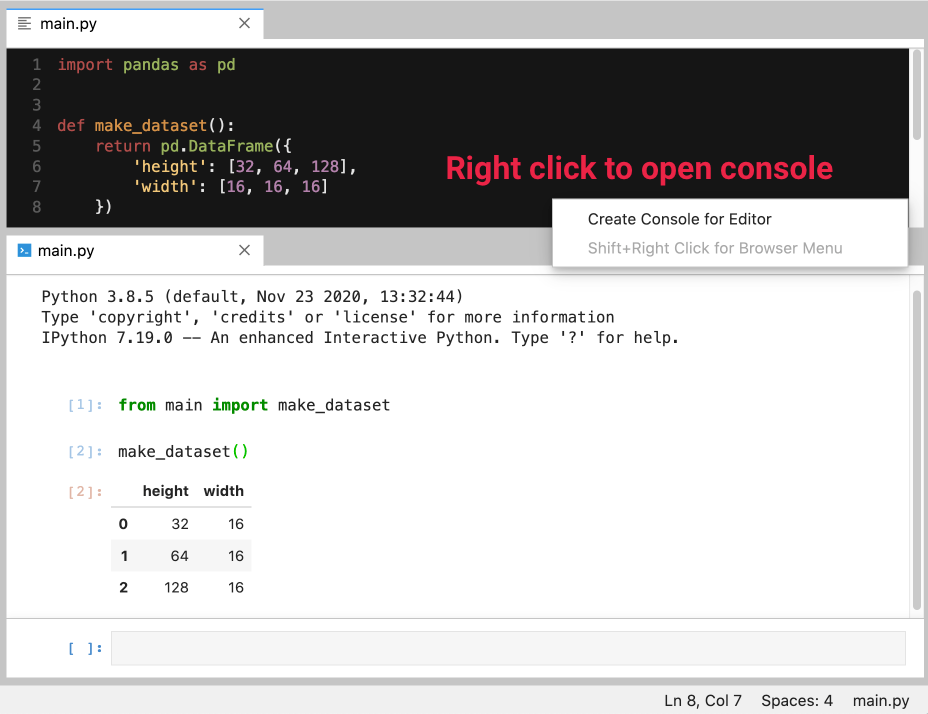 main.py
1 import pandas as pd
2
3
4 def make_dataset():
5     return pd.DataFrame({
6         'height': [32, 64, 128],
7         'width': [16, 16, 16]
8     })
Right click to open console
Create Console for Editor
Shift+Right Click for Browser Menu
main.py
Python 3.8.5 (default, Nov 23 2020, 13:32:44)
Type 'copyright', 'credits' or 'license' for more information
IPython 7.19.0 -- An enhanced Interactive Python. Type '?' for help.
[1]: from main import make_dataset
[2]: make_dataset()
[2]:
height width
0 32 16
1 64 16
2 128 16
[ ]:
Ln 8, Col 7 Spaces: 4 main.py